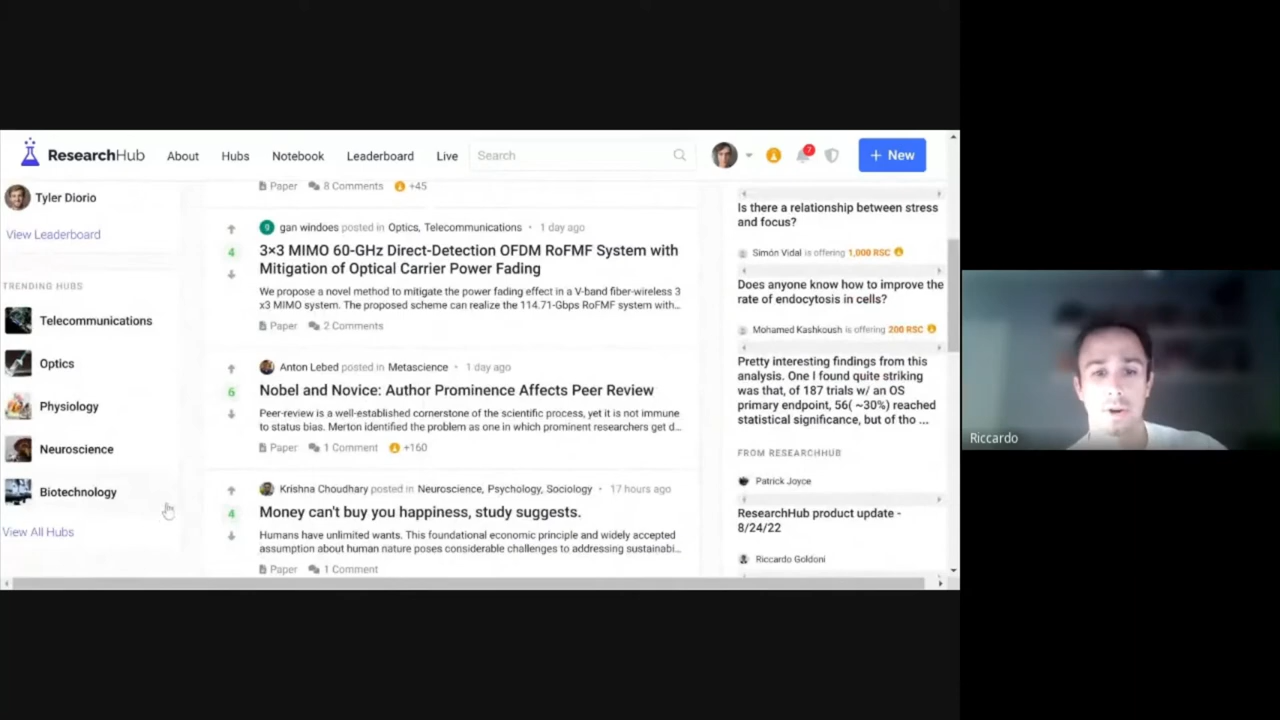 ResearchHub About Hubs Notebook Leaderboard Live Search 7 + New
Tyler Diorio
View Leaderboard
TRENDING HUBS
Telecommunications
Optics
Physiology
Neuroscience
Biotechnology
View All Hubs
Paper 8 Comments +45
gan windoes posted in Optics, Telecommunications • 1 day ago
4
3×3 MIMO 60-GHz Direct-Detection OFDM RoFMF System with
Mitigation of Optical Carrier Power Fading
We propose a novel method to mitigate the power fading effect in a V-band fiber-wireless 3
x3 MIMO system. The proposed scheme can realize the 114.71-Gbps RoFMF system with...
Paper 2 Comments
Anton Lebed posted in Metascience • 1 day ago
6
Nobel and Novice: Author Prominence Affects Peer Review
Peer-review is a well-established cornerstone of the scientific process, yet it is not immune
to status bias. Merton identified the problem as one in which prominent researchers get d...
Paper 1 Comment +160
Krishna Choudhary posted in Neuroscience, Psychology, Sociology • 17 hours ago
4
Money can't buy you happiness, study suggests.
Humans have unlimited wants. This foundational economic principle and widely accepted
assumption about human nature poses considerable challenges to addressing sustainabi...
Paper 1 Comment
Is there a relationship between stress
and focus?
Simón Vidal is offering 1,000 RSC
Does anyone know how to improve the
rate of endocytosis in cells?
Mohamed Kashkoush is offering 200 RSC
Pretty interesting findings from this
analysis. One I found quite striking
was that, of 187 trials w/ an OS
primary endpoint, 56( ~30%) reached
statistical significance, but of tho ...
FROM RESEARCHHUB
Patrick Joyce
ResearchHub product update -
8/24/22
Riccardo Goldoni
Riccardo